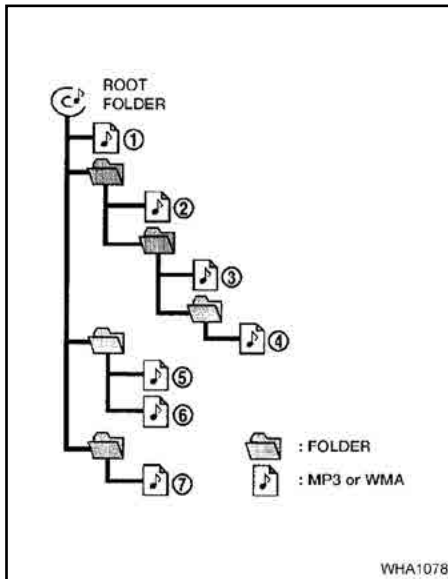 ROOT
FOLDER
①
②
③
④
⑤
⑥
⑦
: FOLDER
: MP3 or WMA
WHA1078